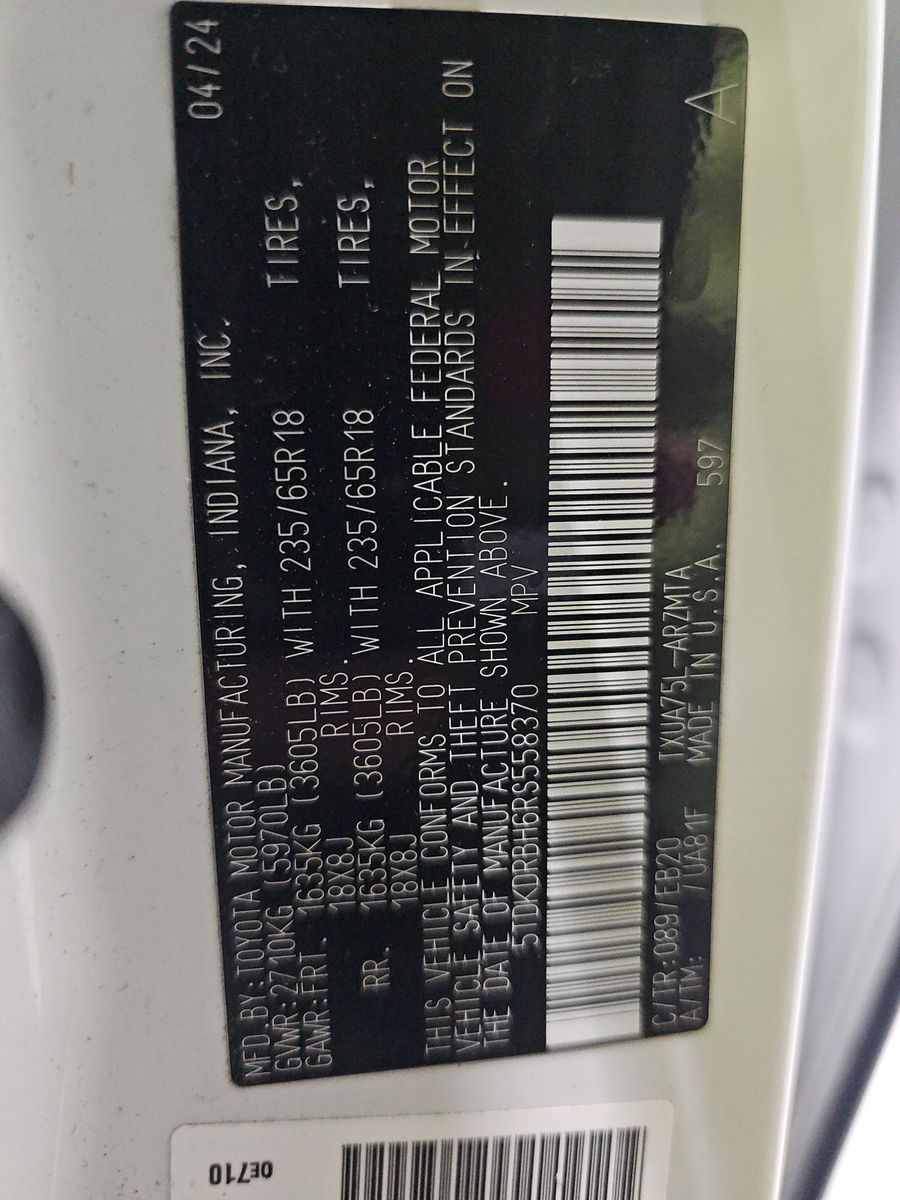 MFD.BY:TOYOTA MOTOR MANUFACTURING, INDIANA, INC. 04/24
GVWR:2710KG (5970LB)
GAWR:FRT. 1635KG (3605LB) WITH 235/65R18 TIRES,
18X8J RIMS.
RR. 1635KG (3605LB) WITH 235/65R18 TIRES,
18X8J RIMS.
THIS VEHICLE CONFORMS TO ALL APPLICABLE FEDERAL MOTOR
VEHICLE SAFETY AND THEFT PREVENTION STANDARDS IN EFFECT ON
THE DATE OF MANUFACTURE SHOWN ABOVE.
5TDKDRBH6RS558370 MPV
C/TR:089/EB20 TXUA75L-ARZMTA
A/TM: /UA81F MADE IN U.S.A. 597 A
0E710